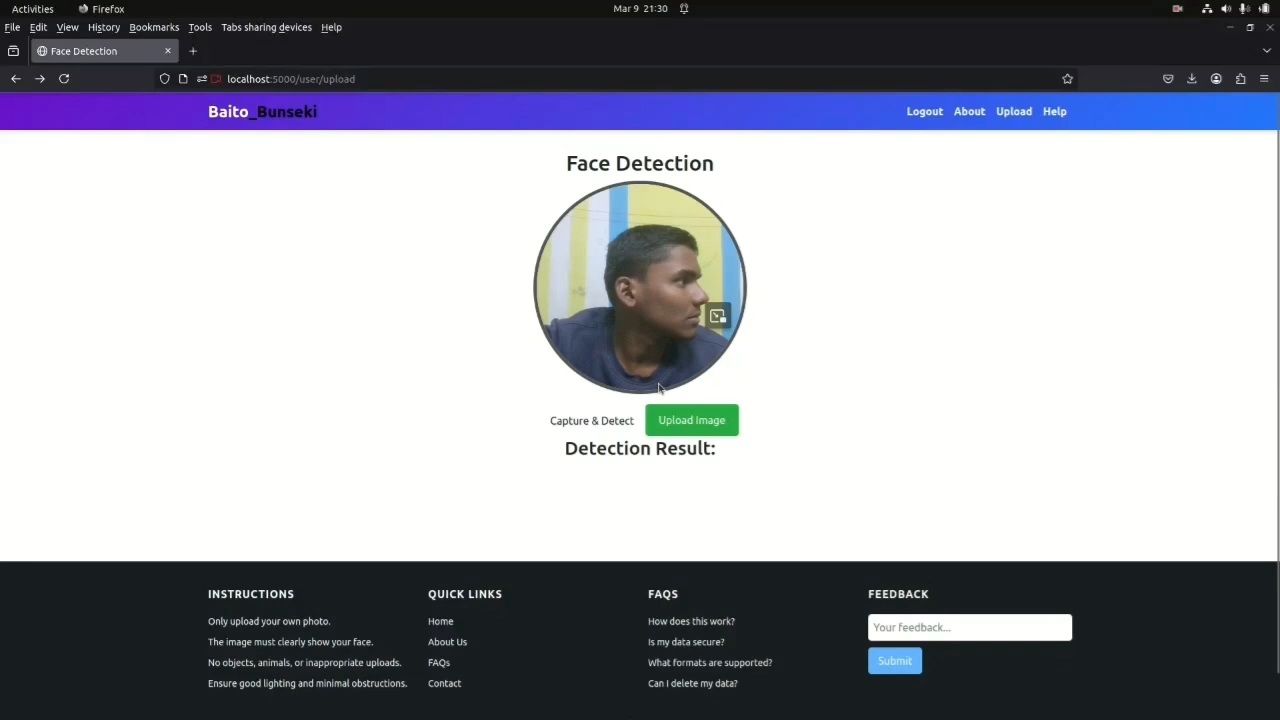 Activities Firefox Mar 9 21:30
File Edit View History Bookmarks Tools Tabs sharing devices Help
Face Detection
localhost:5000/user/upload
Baito_Bunseki Logout About Upload Help
Face Detection
Capture & Detect Upload Image
Detection Result:
INSTRUCTIONS QUICK LINKS FAQS FEEDBACK
Only upload your own photo. Home How does this work? Your feedback...
The image must clearly show your face. About Us Is my data secure?
No objects, animals, or inappropriate uploads. FAQs What formats are supported? Submit
Ensure good lighting and minimal obstructions. Contact Can I delete my data?